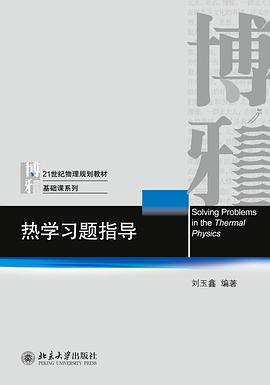 博雅
博雅
21世纪物理规划教材
基础课系列
热学习题指导
Solving Problems
in the Thermal
Physics
刘玉鑫 编著
北京大学出版社
PEKING UNIVERSITY PRESS